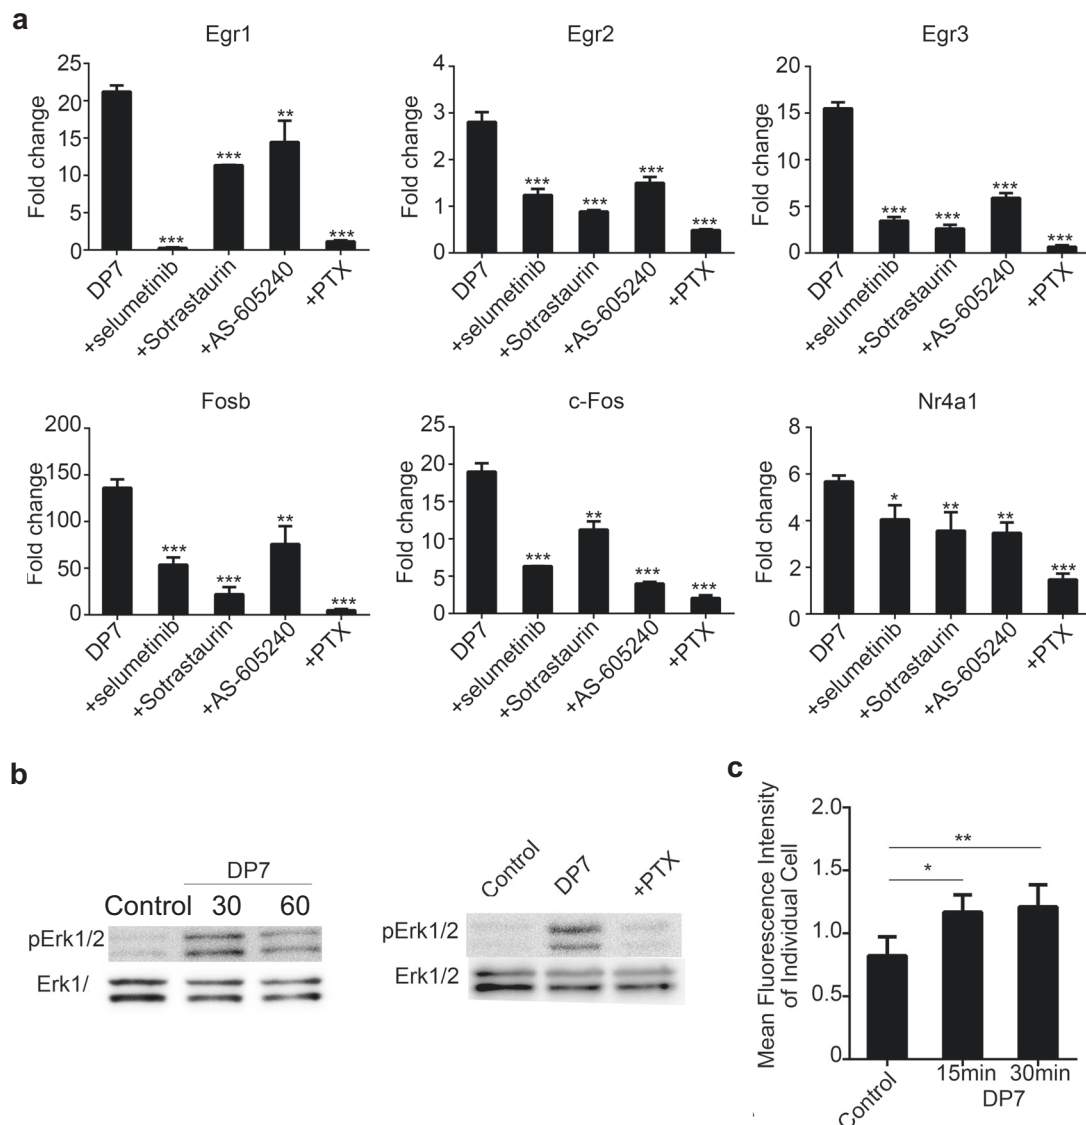 a
Egr1
Egr2
Egr3
Fold change
25
20
15
10
5
0
***
***
**
***
DP7
+selumetinib
+Sotrastaurin
+AS-605240
+PTX
Fold change
4
3
2
1
0
***
***
***
***
DP7
+selumetinib
+Sotrastaurin
+AS-605240
+PTX
Fold change
20
15
10
5
0
***
***
***
***
DP7
+selumetinib
+Sotrastaurin
+AS-605240
+PTX
Fosb
c-Fos
Nr4a1
Fold change
200
150
100
50
0
***
***
**
***
DP7
+selumetinib
+Sotrastaurin
+AS-605240
+PTX
Fold change
25
20
15
10
5
0
***
**
***
***
DP7
+selumetinib
+Sotrastaurin
+AS-605240
+PTX
Fold change
8
6
4
2
0
*
**
**
***
DP7
+selumetinib
+Sotrastaurin
+AS-605240
+PTX
b
DP7
Control 30 60
pErk1/2
Erk1/
Control DP7 +PTX
pErk1/2
Erk1/2
c
Mean Fluorescence Intensity
of Individual Cell
2.0
1.5
1.0
0.5
0
**
*
Control
15min 30min
DP7